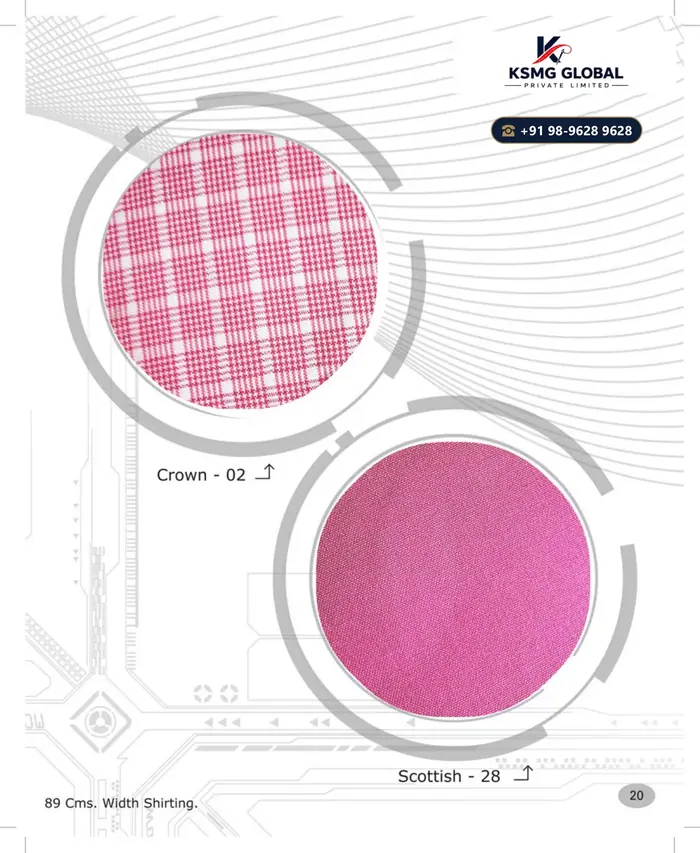 KSMG GLOBAL
PRIVATE LIMITED
+91 98-9628 9628
Crown - 02
Scottish - 28
89 Cms. Width Shirting.
20